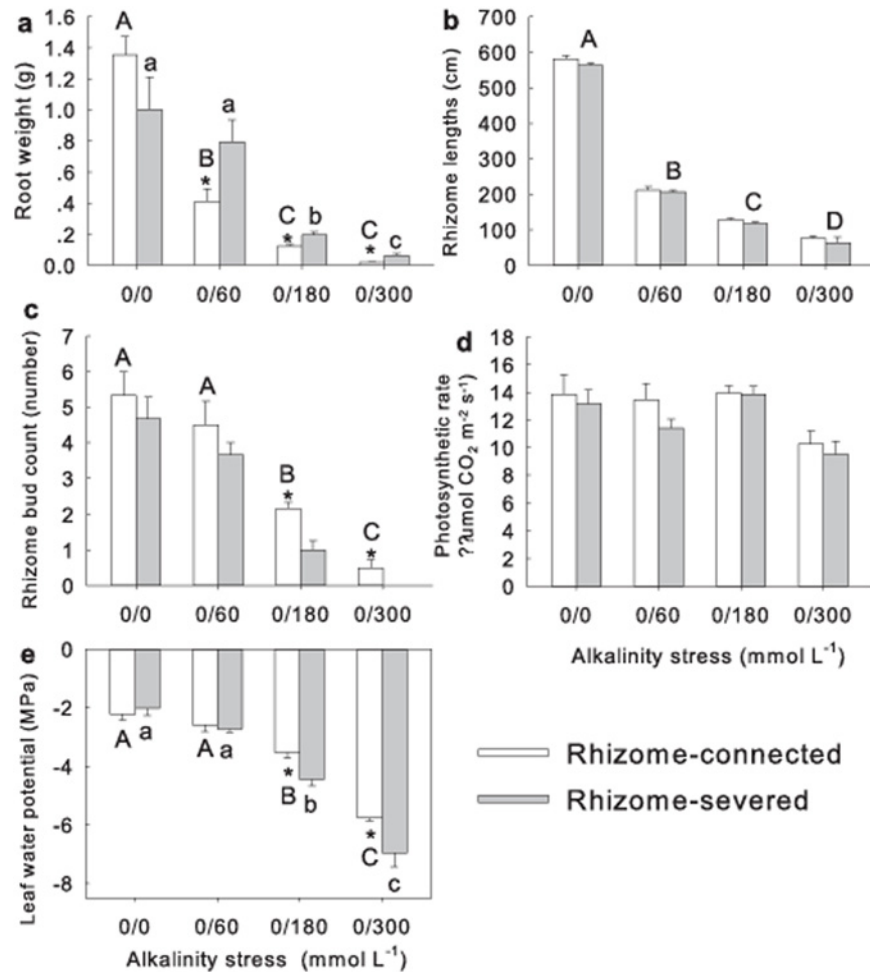 a
Root weight (g)
1.6
1.4
1.2
1.0
.8
.6
.4
.2
0.0
A
a
B
*
a
C
*
b
C
*
c
0/0 0/60 0/180 0/300
b
Rhizome lengths (cm)
700
600
500
400
300
200
100
0
A
B
C
D
0/0 0/60 0/180 0/300
c
Rhizome bud count (number)
7
6
5
4
3
2
1
0
A
A
B
*
C
*
0/0 0/60 0/180 0/300
d
Photosynthetic rate
??umol CO₂ m⁻² s⁻¹)
18
16
14
12
10
8
6
4
2
0
0/0 0/60 0/180 0/300
Alkalinity stress (mmol L⁻¹)
e
Leaf water potential (MPa)
0
-2
-4
-6
-8
A a
A a
*
B b
*
C
c
0/0 0/60 0/180 0/300
Alkalinity stress (mmol L⁻¹)
Rhizome-connected
Rhizome-severed